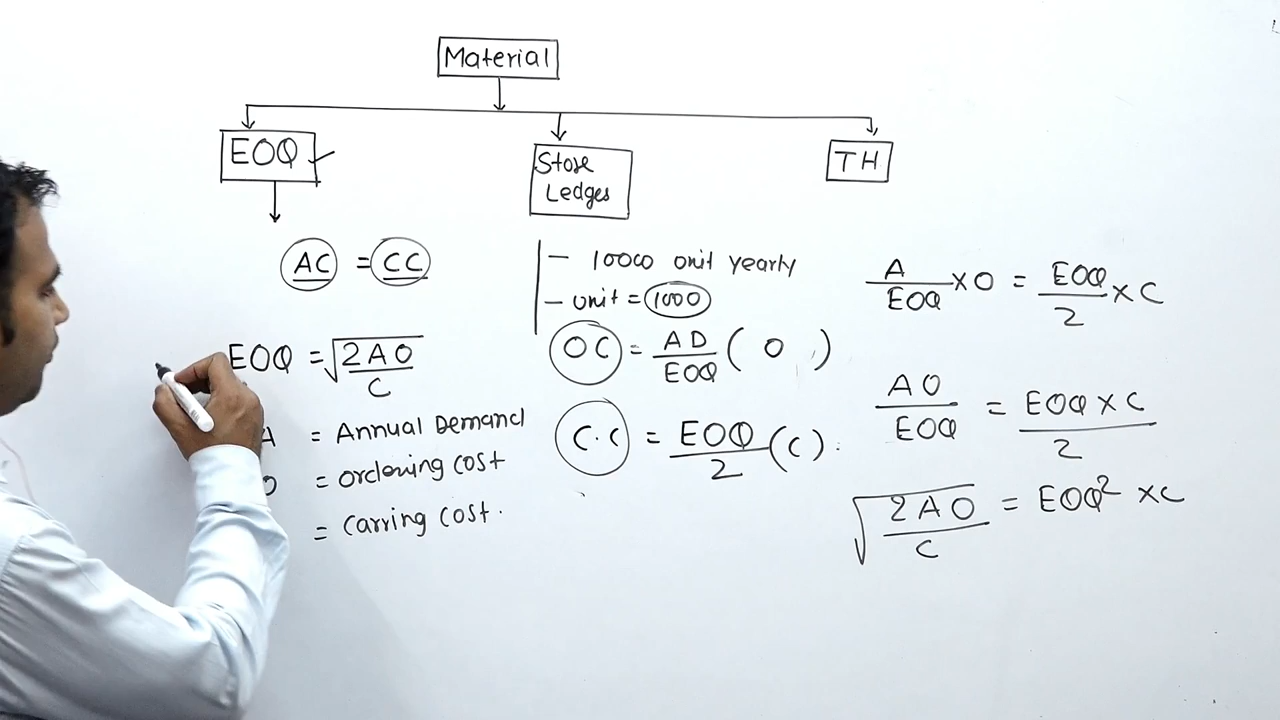 Material
EOQ
Store
Ledges
TH
AC = CC
- 10000 unit yearly
- unit = 1000
A/EOQ × O = EOQ/2 × C
EOQ = √2AO/C
OC = AD/EOQ ( O )
AO/EOQ = EOQ × C/2
A = Annual Demand
C.C = EOQ/2 (C).
O = ordering cost
√2AO/C = EOQ² × C
= Carring cost.